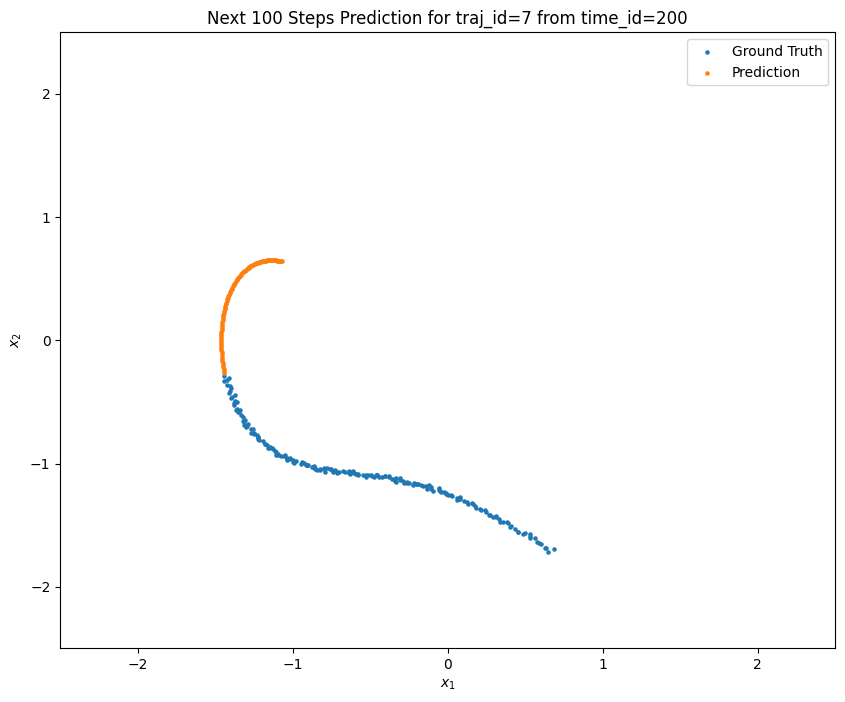 Next 100 Steps Prediction for traj_id=7 from time_id=200
Ground Truth
Prediction
2
1
0
−1
−2
x₂
−2
−1
0
1
2
x₁